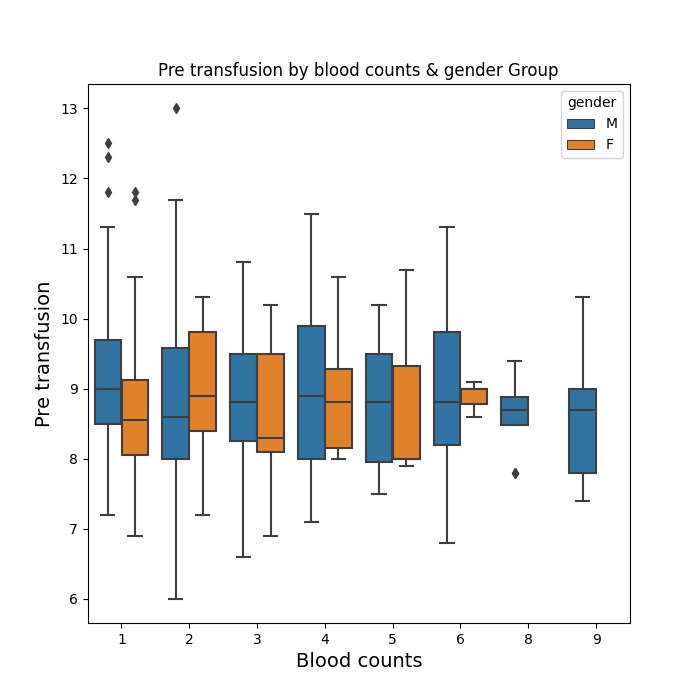 Pre transfusion by blood counts & gender Group
gender
M
F
13
12
11
10
9
8
7
6
Pre transfusion
1 2 3 4 5 6 8 9
Blood counts